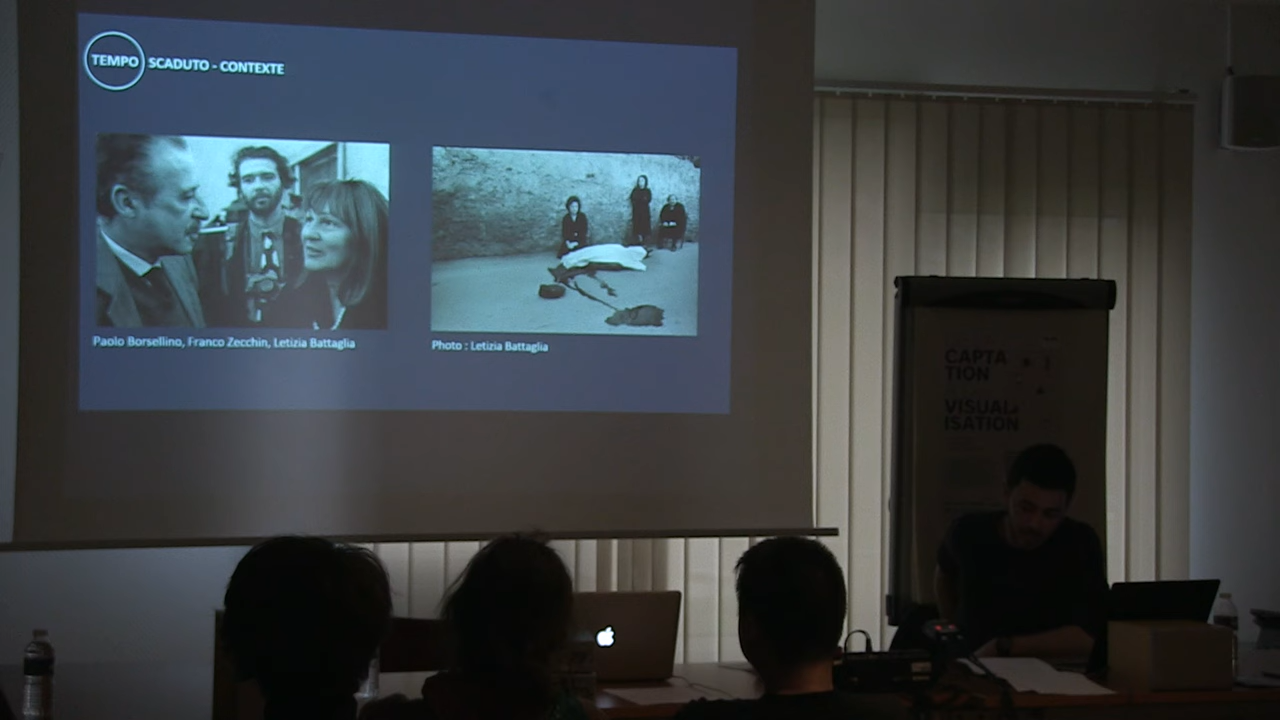 TEMPO SCADUTO - CONTEXTE
Paolo Borsellino, Franco Zecchin, Letizia Battaglia
Photo : Letizia Battaglia
CAPTA
TION
VISUAL
ISATION